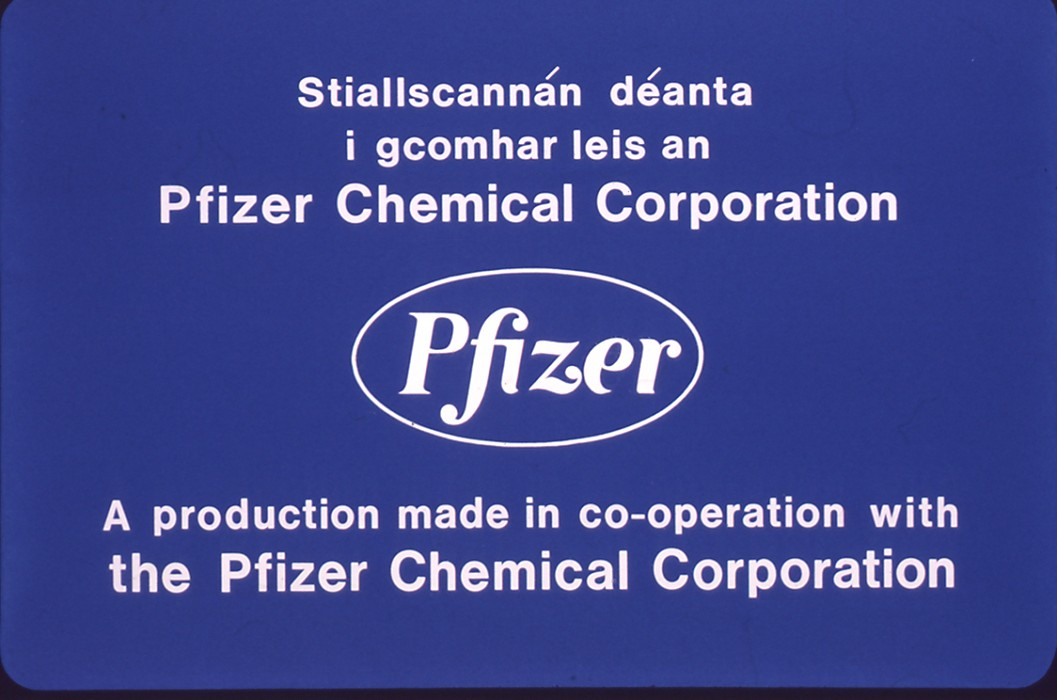 Stiallscannán déanta
i gcomhar leis an
Pfizer Chemical Corporation
Pfizer
A production made in co-operation with
the Pfizer Chemical Corporation